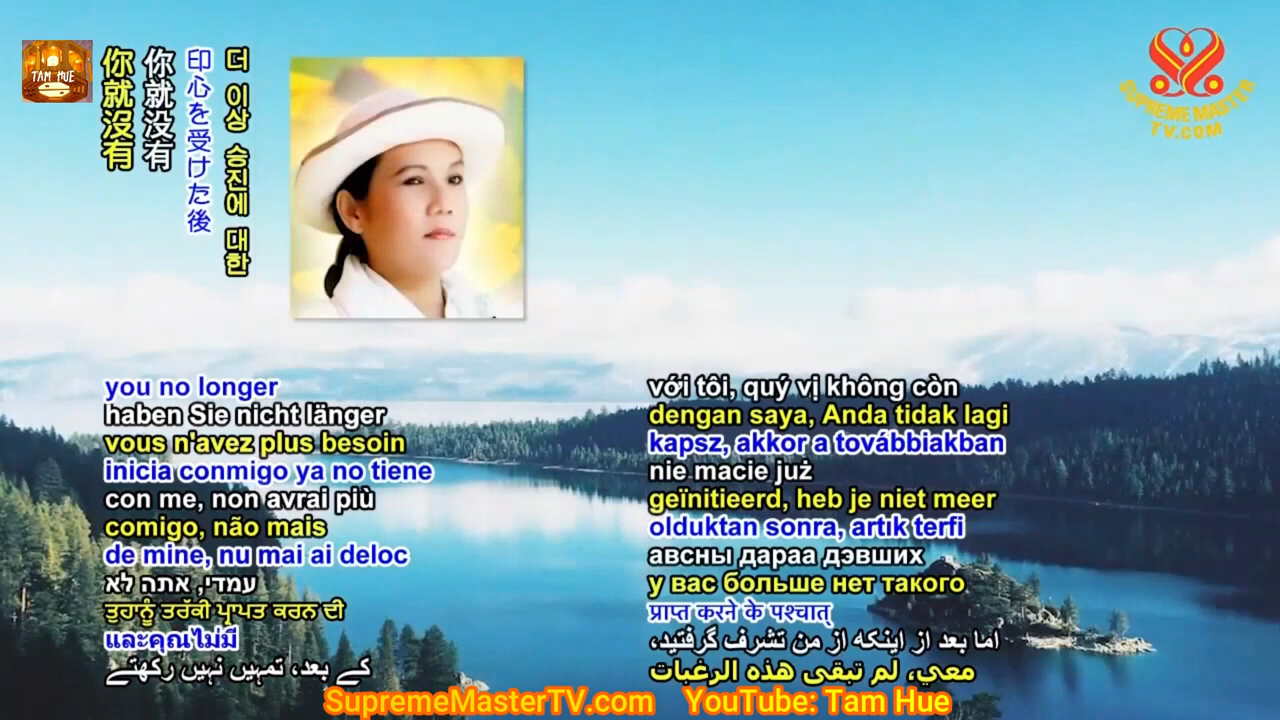 TAM HUE
你就沒有
你就没有
印心を受けた後
더 이상 승진에 대한
SUPREME MASTER
TV.COM
you no longer
haben Sie nicht länger
vous n'avez plus besoin
inicia conmigo ya no tiene
con me, non avrai più
comigo, não mais
de mine, nu mai ai deloc
עמדי, אתה לא
ਤੁਹਾਨੂੰ ਤਰੱਕੀ ਪ੍ਰਾਪਤ ਕਰਨ ਦੀ
และคุณไม่มี
کے بعد، تمہیں نہیں رکھتے
với tôi, quý vị không còn
dengan saya, Anda tidak lagi
kapsz, akkor a továbbiakban
nie macie już
geïnitieerd, heb je niet meer
olduktan sonra, artık terfi
авсны дараа дэвших
у вас больше нет такого
प्राप्त करने के पश्चात्
اما بعد از اینکه از من تشرف گرفتید،
معي، لم تبقى هذه الرغبات
SupremeMasterTV.com YouTube: Tam Hue